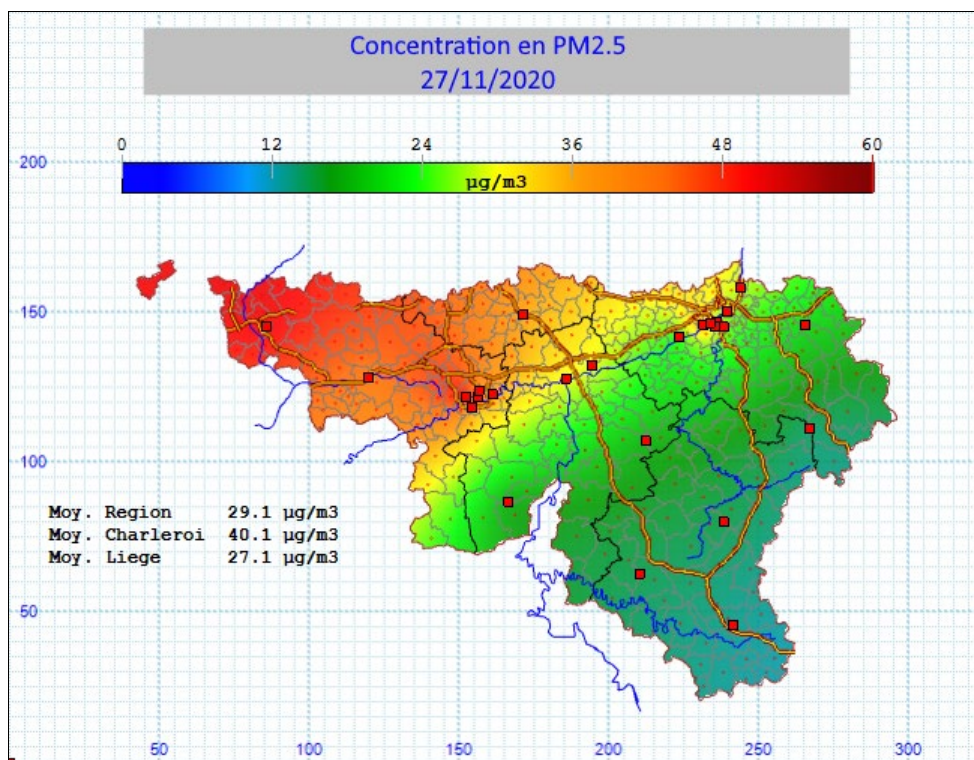 Concentration en PM2.5
27/11/2020
0 12 24 36 48 60
µg/m3
200
150
100
Moy. Region 29.1 µg/m3
Moy. Charleroi 40.1 µg/m3
Moy. Liege 27.1 µg/m3
50
50 100 150 200 250 300